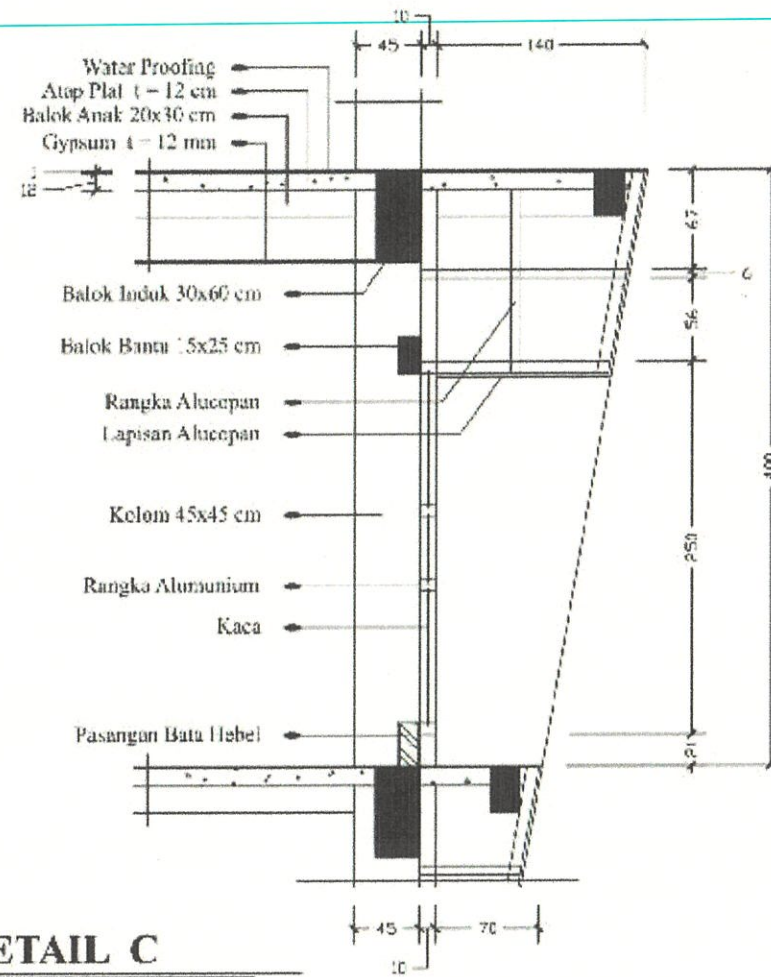 10
45
140
Water Proofing
Atap Plat t = 12 cm
Balok Anak 20x30 cm
Gypsum t = 12 mm
67
Balok Induk 30x60 cm
56
Balok Bantu 15x25 cm
Rangka Alucopan
Lapisan Alucopan
400
Kolom 45x45 cm
250
Rangka Alumunium
Kaca
Pasangan Bata Hebel
21
ETAIL C
45
70
10